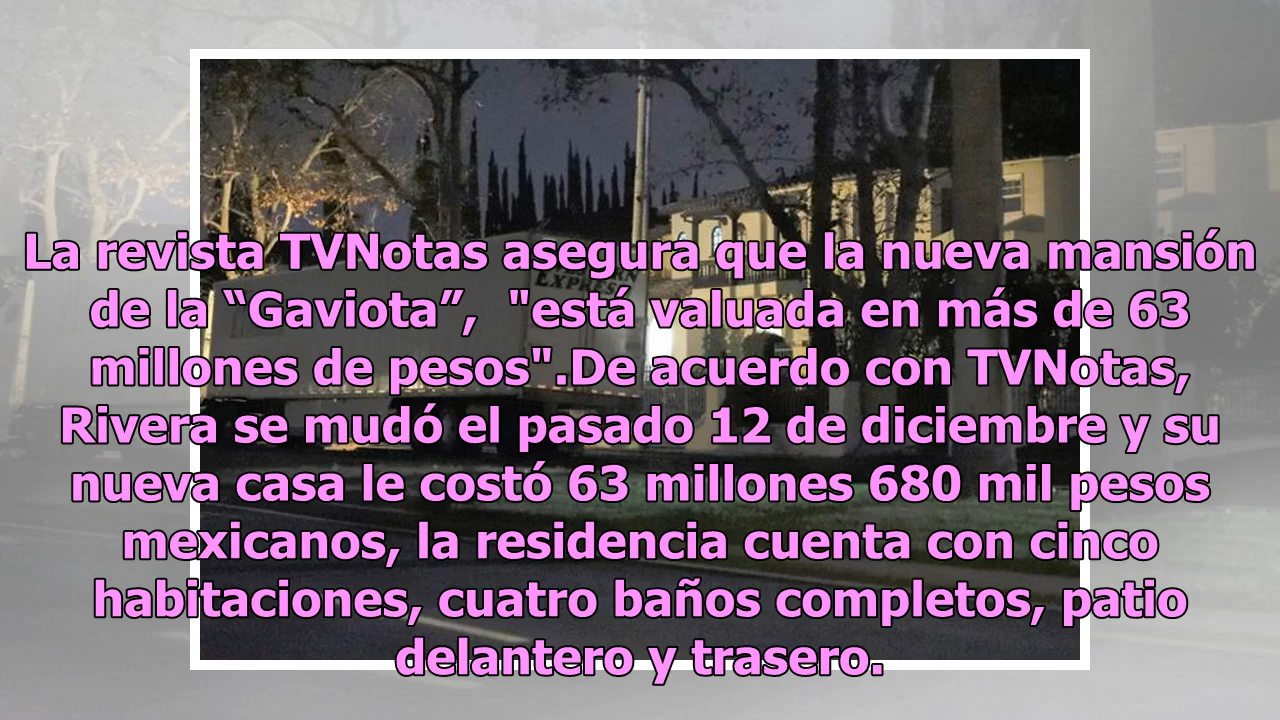 La revista TVNotas asegura que la nueva mansión
de la “Gaviota”,  "está valuada en más de 63
millones de pesos".De acuerdo con TVNotas,
Rivera se mudó el pasado 12 de diciembre y su
nueva casa le costó 63 millones 680 mil pesos
mexicanos, la residencia cuenta con cinco
habitaciones, cuatro baños completos, patio
delantero y trasero.
EXPRESS